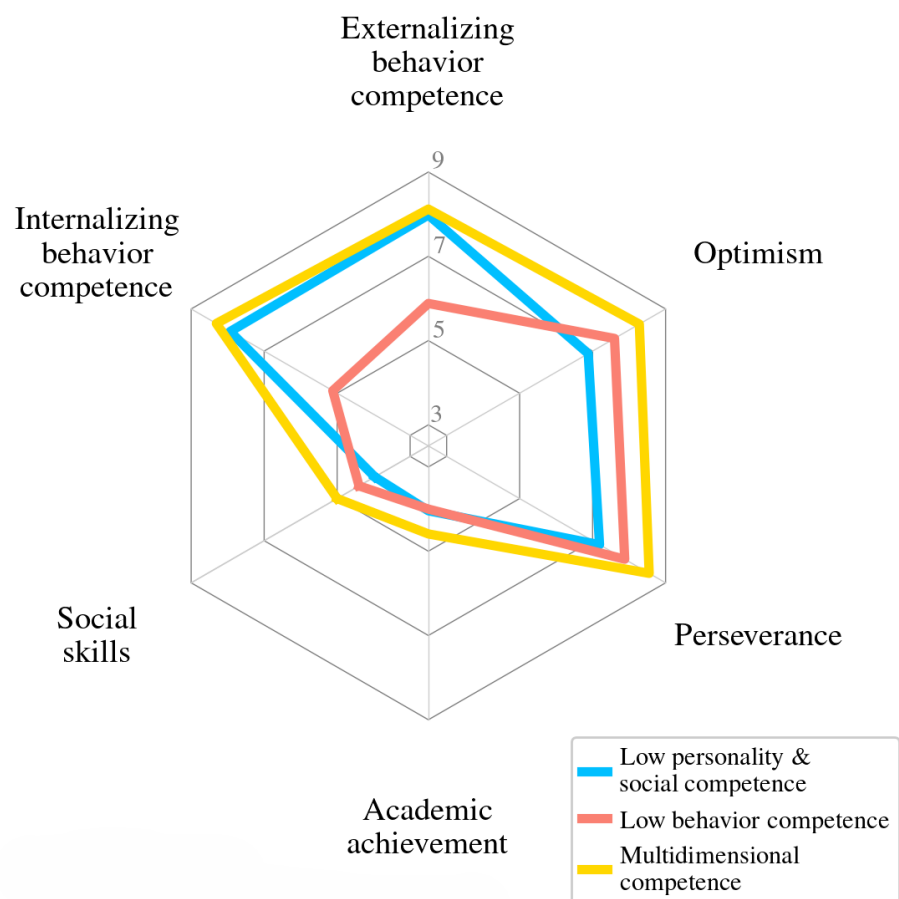 Externalizing
behavior
competence
9
Internalizing
behavior
competence
7
Optimism
5
3
Social
skills
Perseverance
Academic
achievement
Low personality &
social competence
Low behavior competence
Multidimensional
competence